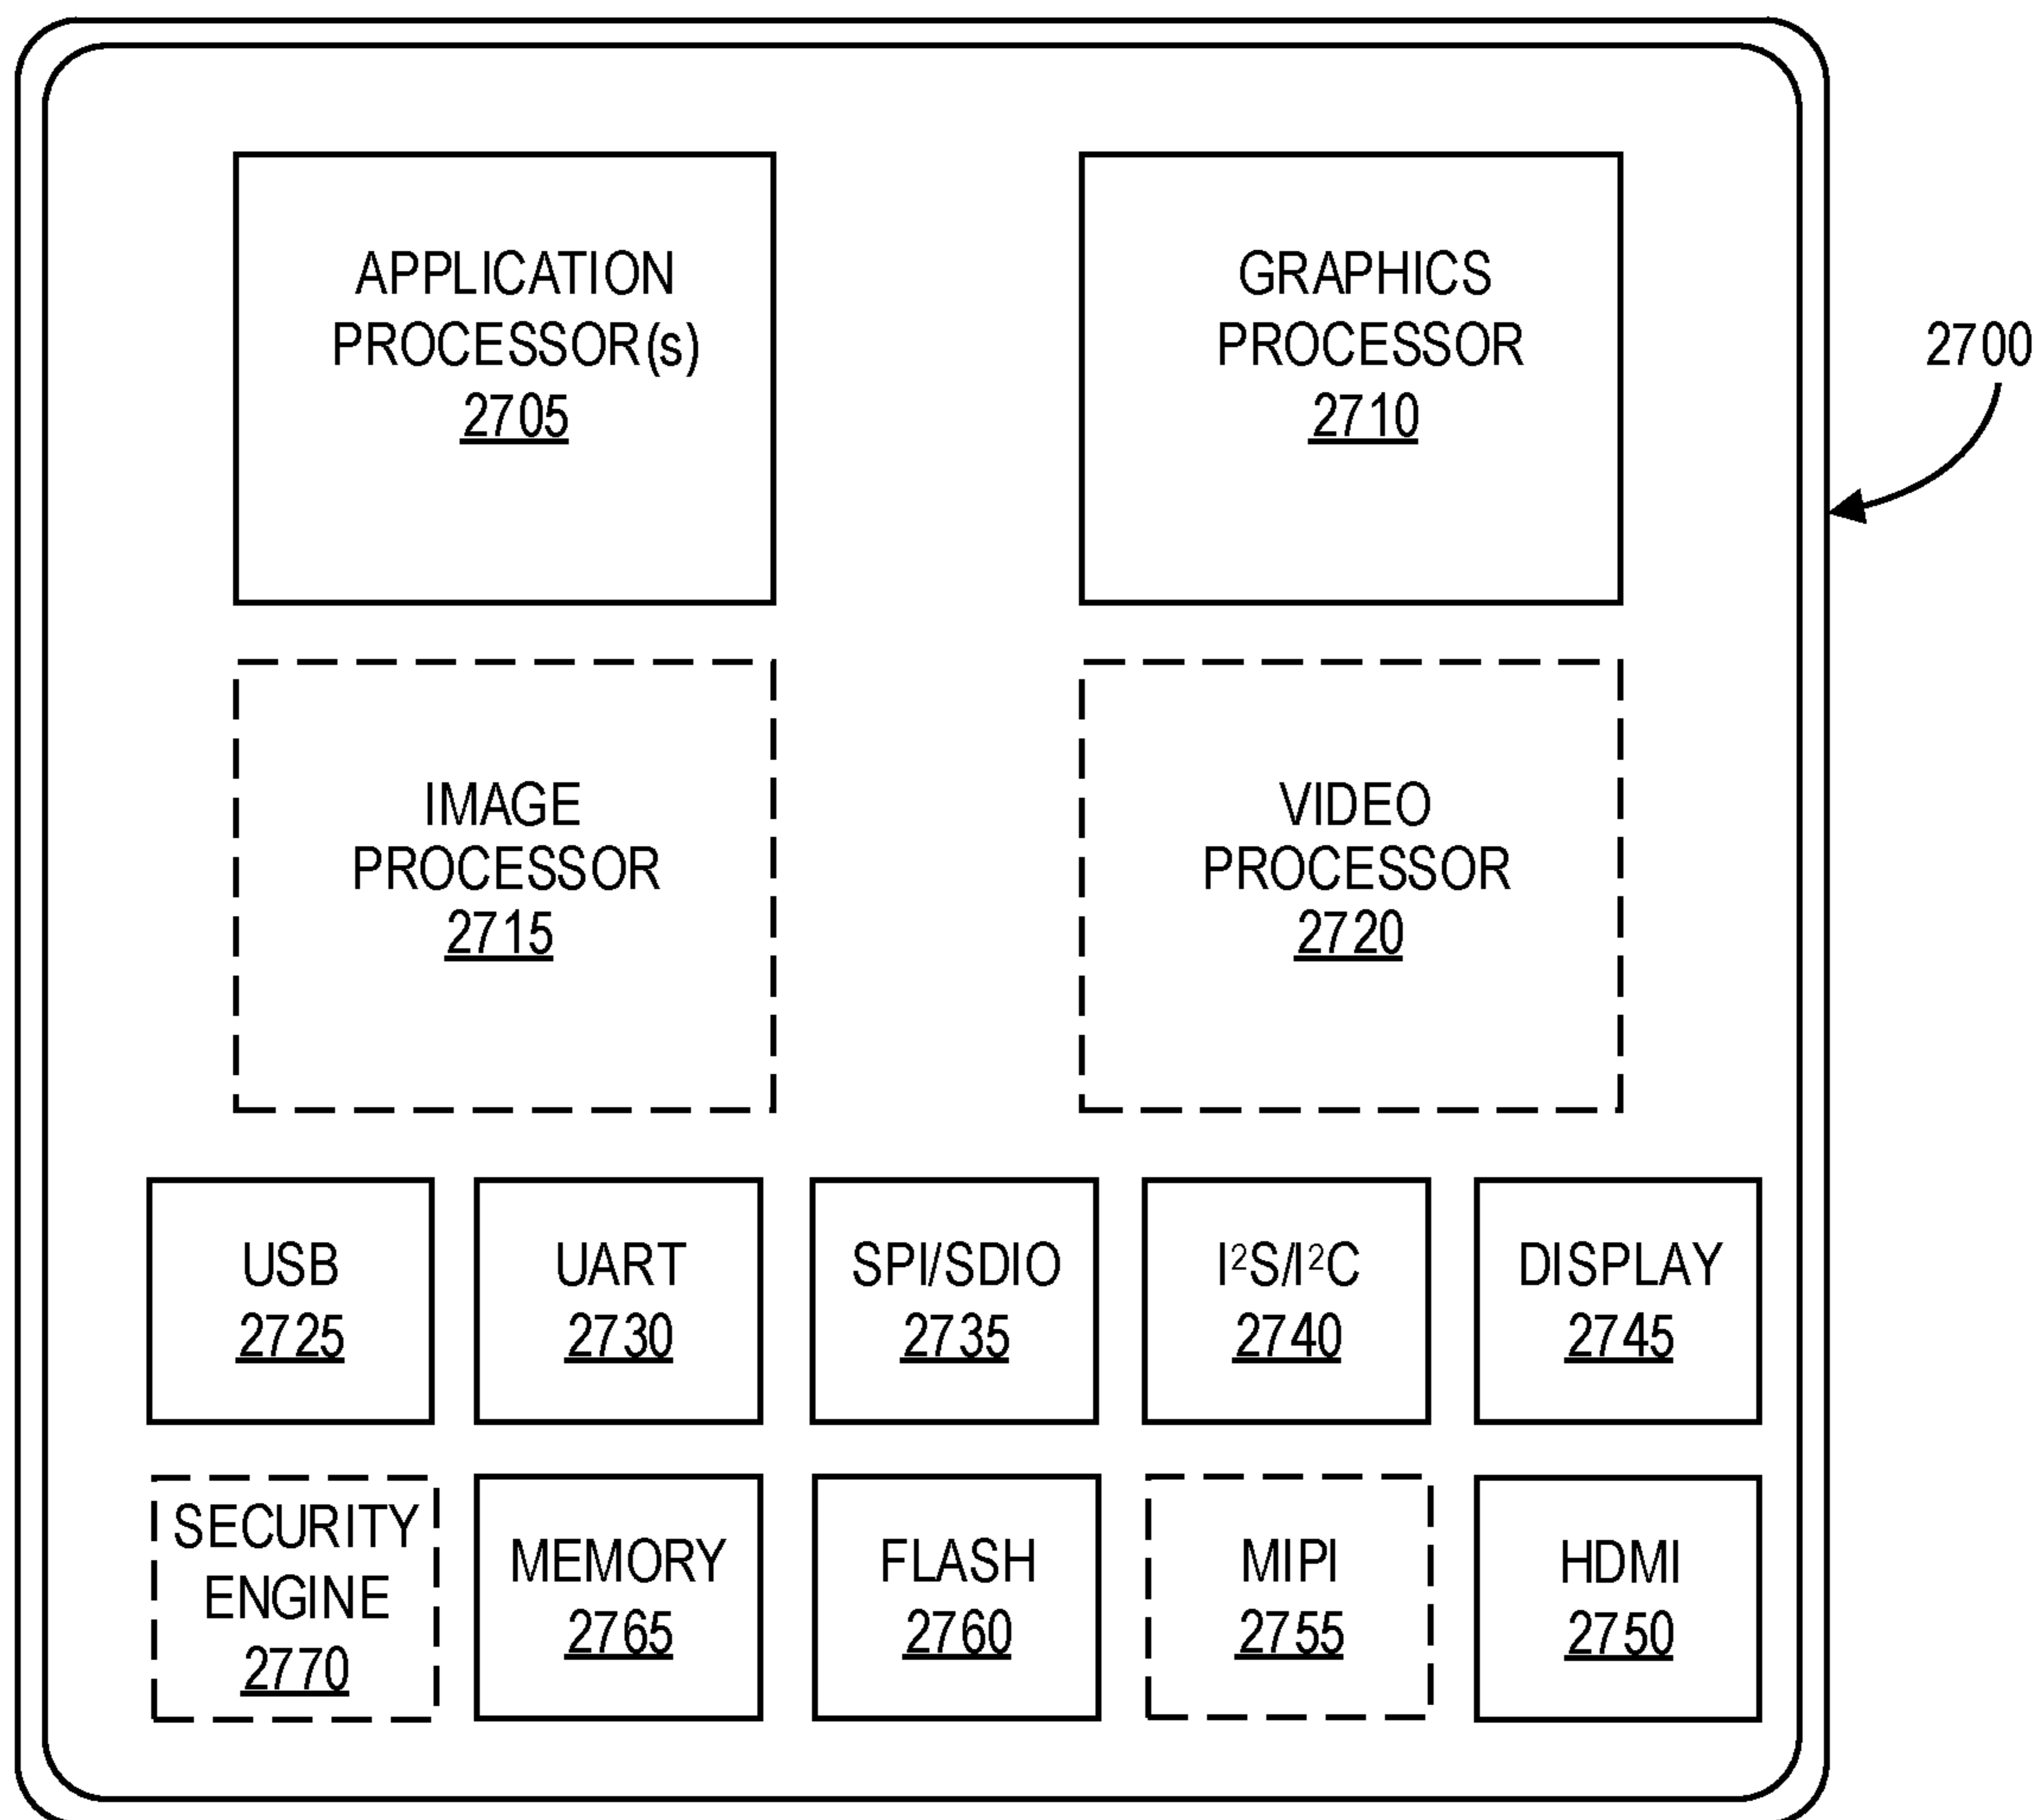 APPLICATION
PROCESSOR(s)
2705
GRAPHICS
PROCESSOR
2710
2700
IMAGE
PROCESSOR
2715
VIDEO
PROCESSOR
2720
USB
2725
UART
2730
SPI/SDIO
2735
I²S/I²C
2740
DISPLAY
2745
SECURITY
ENGINE
2770
MEMORY
2765
FLASH
2760
MIPI
2755
HDMI
2750